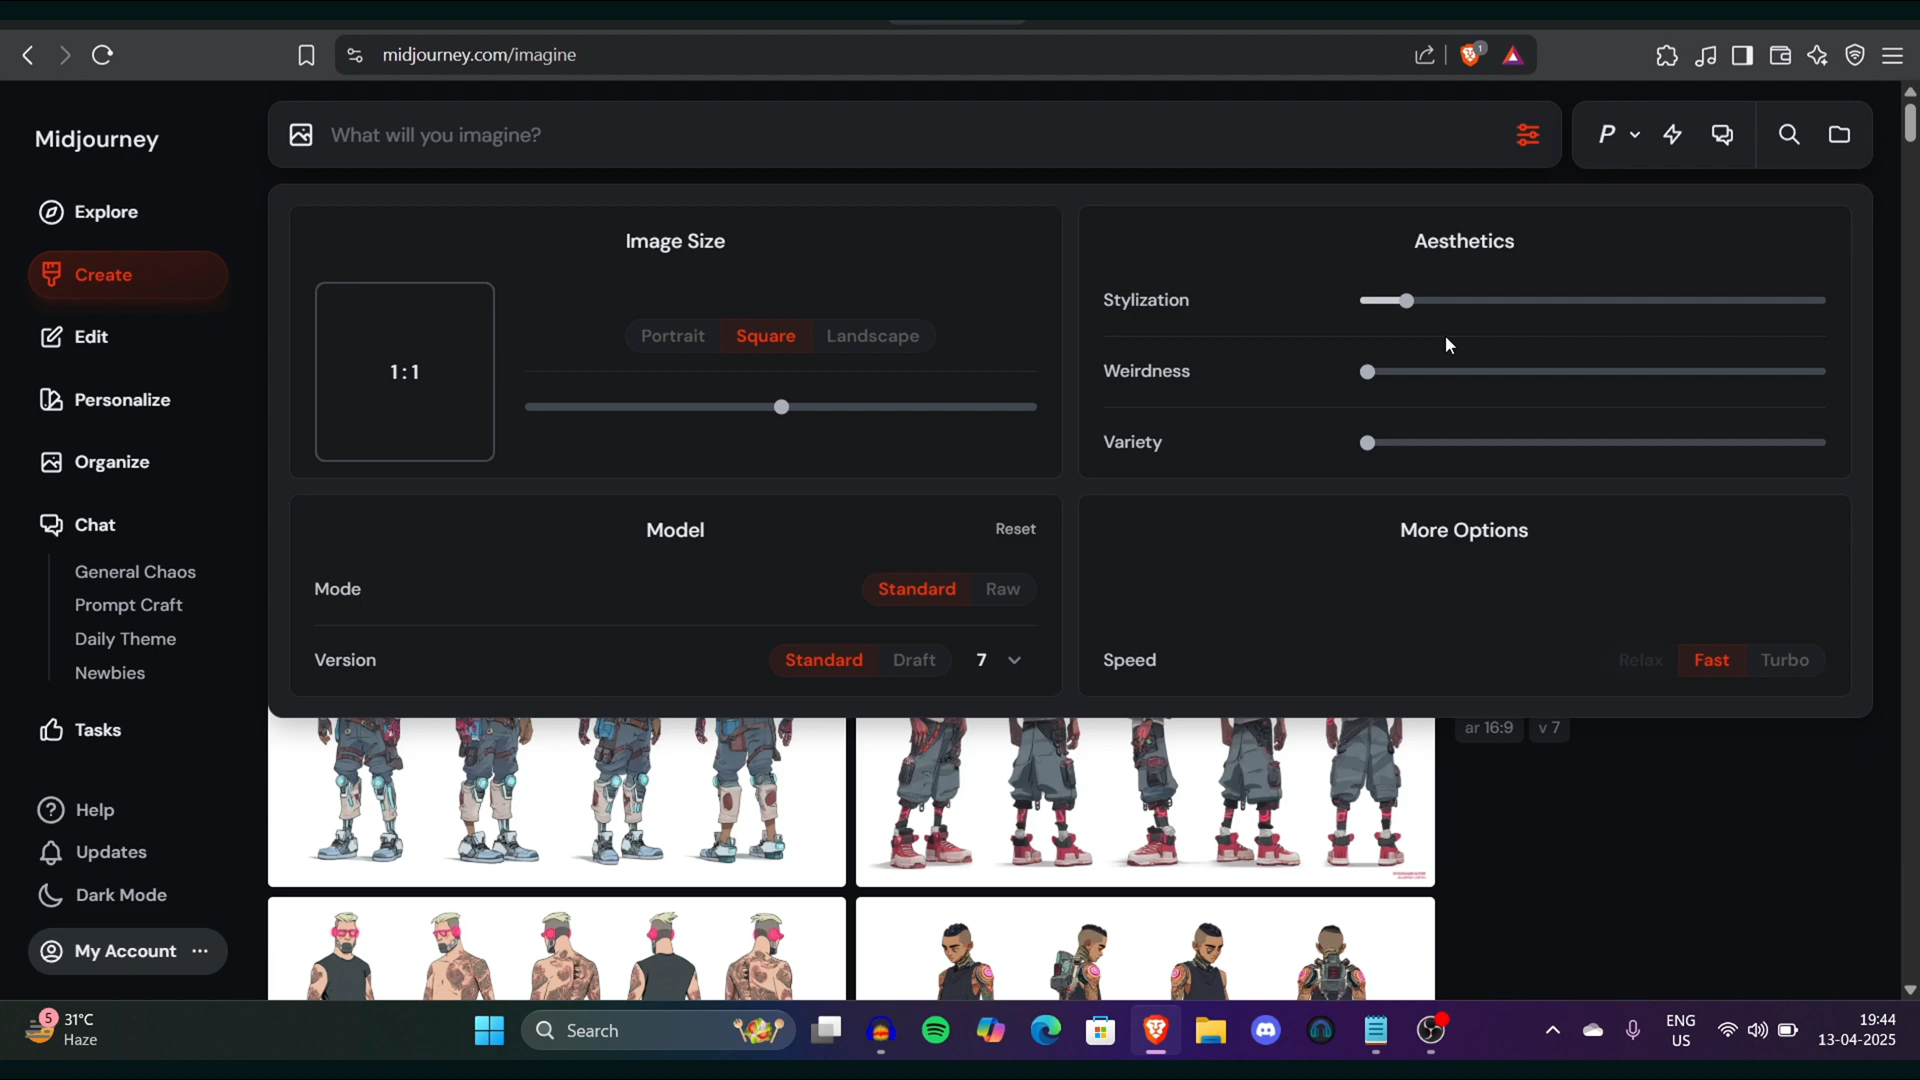 midjourney.com/imagine
1
Midjourney
What will you imagine?
P
Explore
Create
Edit
Personalize
Organize
Chat
General Chaos
Prompt Craft
Daily Theme
Newbies
Tasks
Help
Updates
Dark Mode
My Account
Image Size
1:1
Portrait Square Landscape
Aesthetics
Stylization
Weirdness
Variety
Model
Reset
Mode
Standard Raw
Version
Standard Draft 7
More Options
Speed
Relax Fast Turbo
ar 16:9 v 7
5
31°C
Haze
Search
ENG
US
19:44
13-04-2025